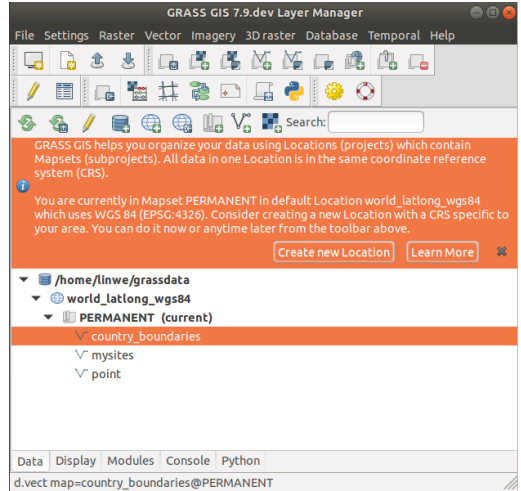 GRASS GIS 7.9.dev Layer Manager
File Settings Raster Vector Imagery 3D raster Database Temporal Help
Search:
GRASS GIS helps you organize your data using Locations (projects) which contain
Mapsets (subprojects). All data in one Location is in the same coordinate reference
system (CRS).
You are currently in Mapset PERMANENT in default Location world_latlong_wgs84
which uses WGS 84 (EPSG:4326). Consider creating a new Location with a CRS specific to
your area. You can do it now or anytime later from the toolbar above.
Create new Location Learn More
/home/linwe/grassdata
world_latlong_wgs84
PERMANENT (current)
country_boundaries
mysites
point
Data Display Modules Console Python
d.vect map=country_boundaries@PERMANENT